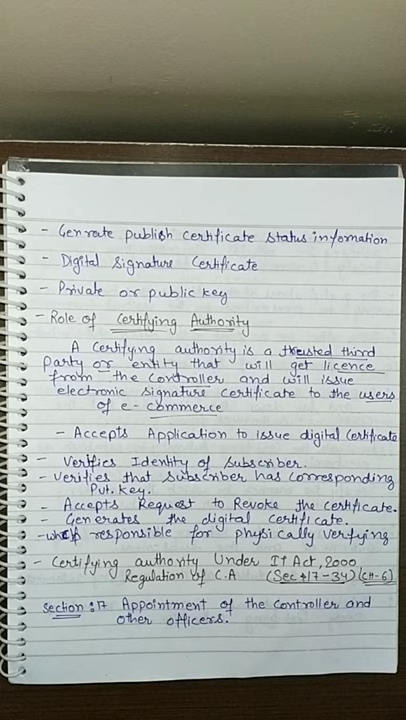 - Genrate publish certificate status information
- Digital Signature Certificate
- Private or public key
- Role of Certifying Authority
A Certifying authority is a trusted third
Party or entity that will get licence
from the controller and will issue
electronic signature certificate to the users
of e-commerce
- Accepts Application to issue digital Certificate
- Verifies Identity of Subscriber.
- Verifies that Subscriber has corresponding
Put. key.
- Accepts Request to Revoke the certificate.
- Generates the digital certificate.
- responsible for physically verifying
- Certifying authority Under IT Act, 2000
Regulation of C.A (Sec 17-34) (CH-6)
Section: 17 Appointment of the Controller and
other officers.